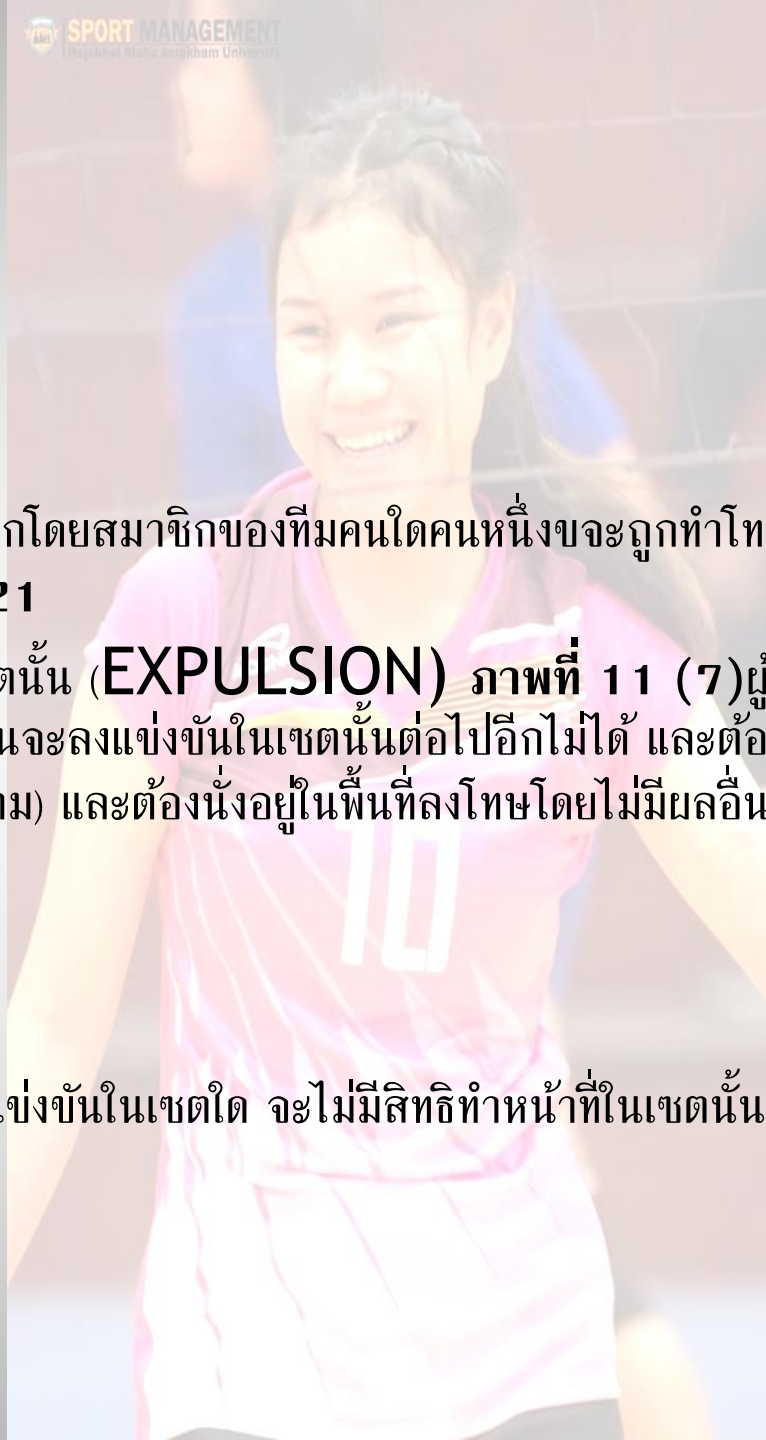 SPORT MANAGEMENT
Rajabhat Maha sarakham University
กโดยสมาชิกของทีมคนใดคนหนึ่งขจะถูกทำโท
21
ตนั้น (EXPULSION) ภาพที่ 11 (7)ผู้
นจะลงแข่งขันในเซตนั้นต่อไปอีกไม่ได้ และต้อ
าม) และต้องนั่งอยู่ในพื้นที่ลงโทษโดยไม่มีผลอื่น
10
ข่งขันในเซตใด จะไม่มีสิทธิทำหน้าที่ในเซตนั้น